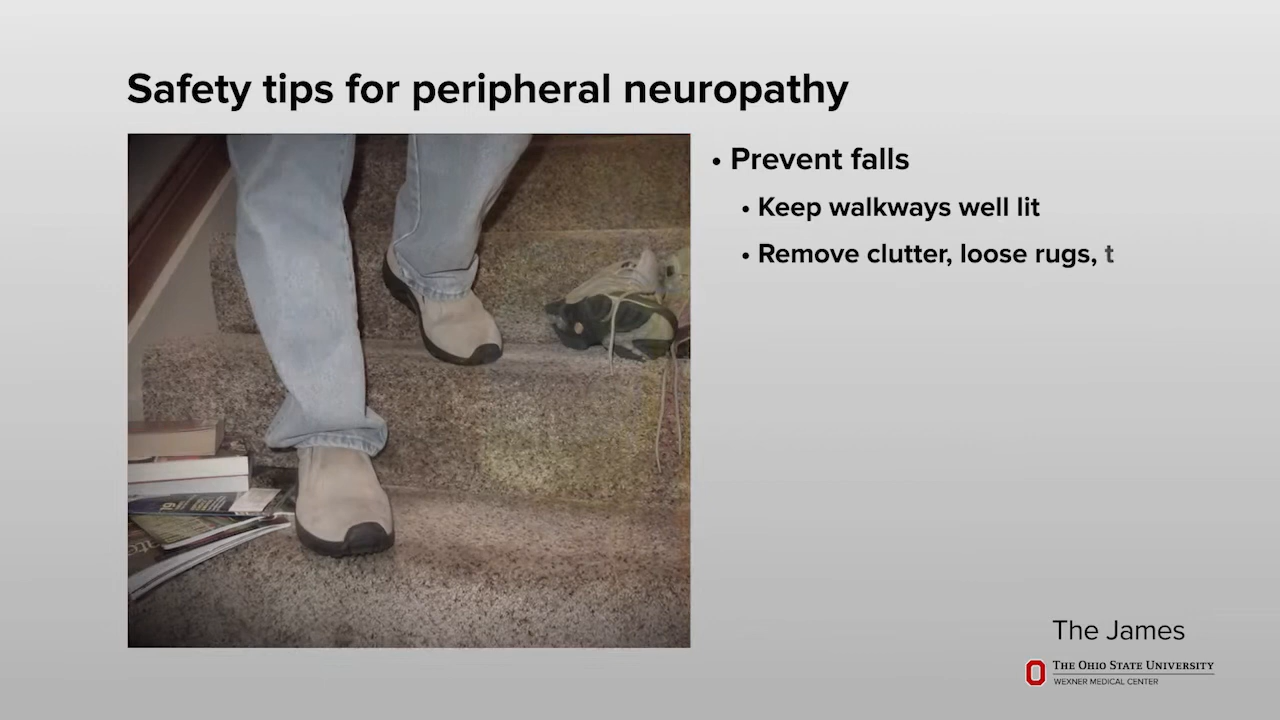 Safety tips for peripheral neuropathy
• Prevent falls
• Keep walkways well lit
• Remove clutter, loose rugs, t
The James
THE OHIO STATE UNIVERSITY
WEXNER MEDICAL CENTER